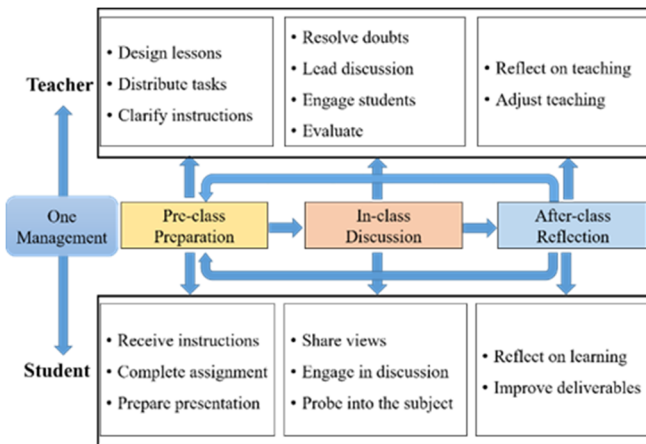 Teacher
• Design lessons
• Distribute tasks
• Clarify instructions
• Resolve doubts
• Lead discussion
• Engage students
• Evaluate
• Reflect on teaching
• Adjust teaching
One
Management
Pre-class
Preparation
In-class
Discussion
After-class
Reflection
Student
• Receive instructions
• Complete assignment
• Prepare presentation
• Share views
• Engage in discussion
• Probe into the subject
• Reflect on learning
• Improve deliverables